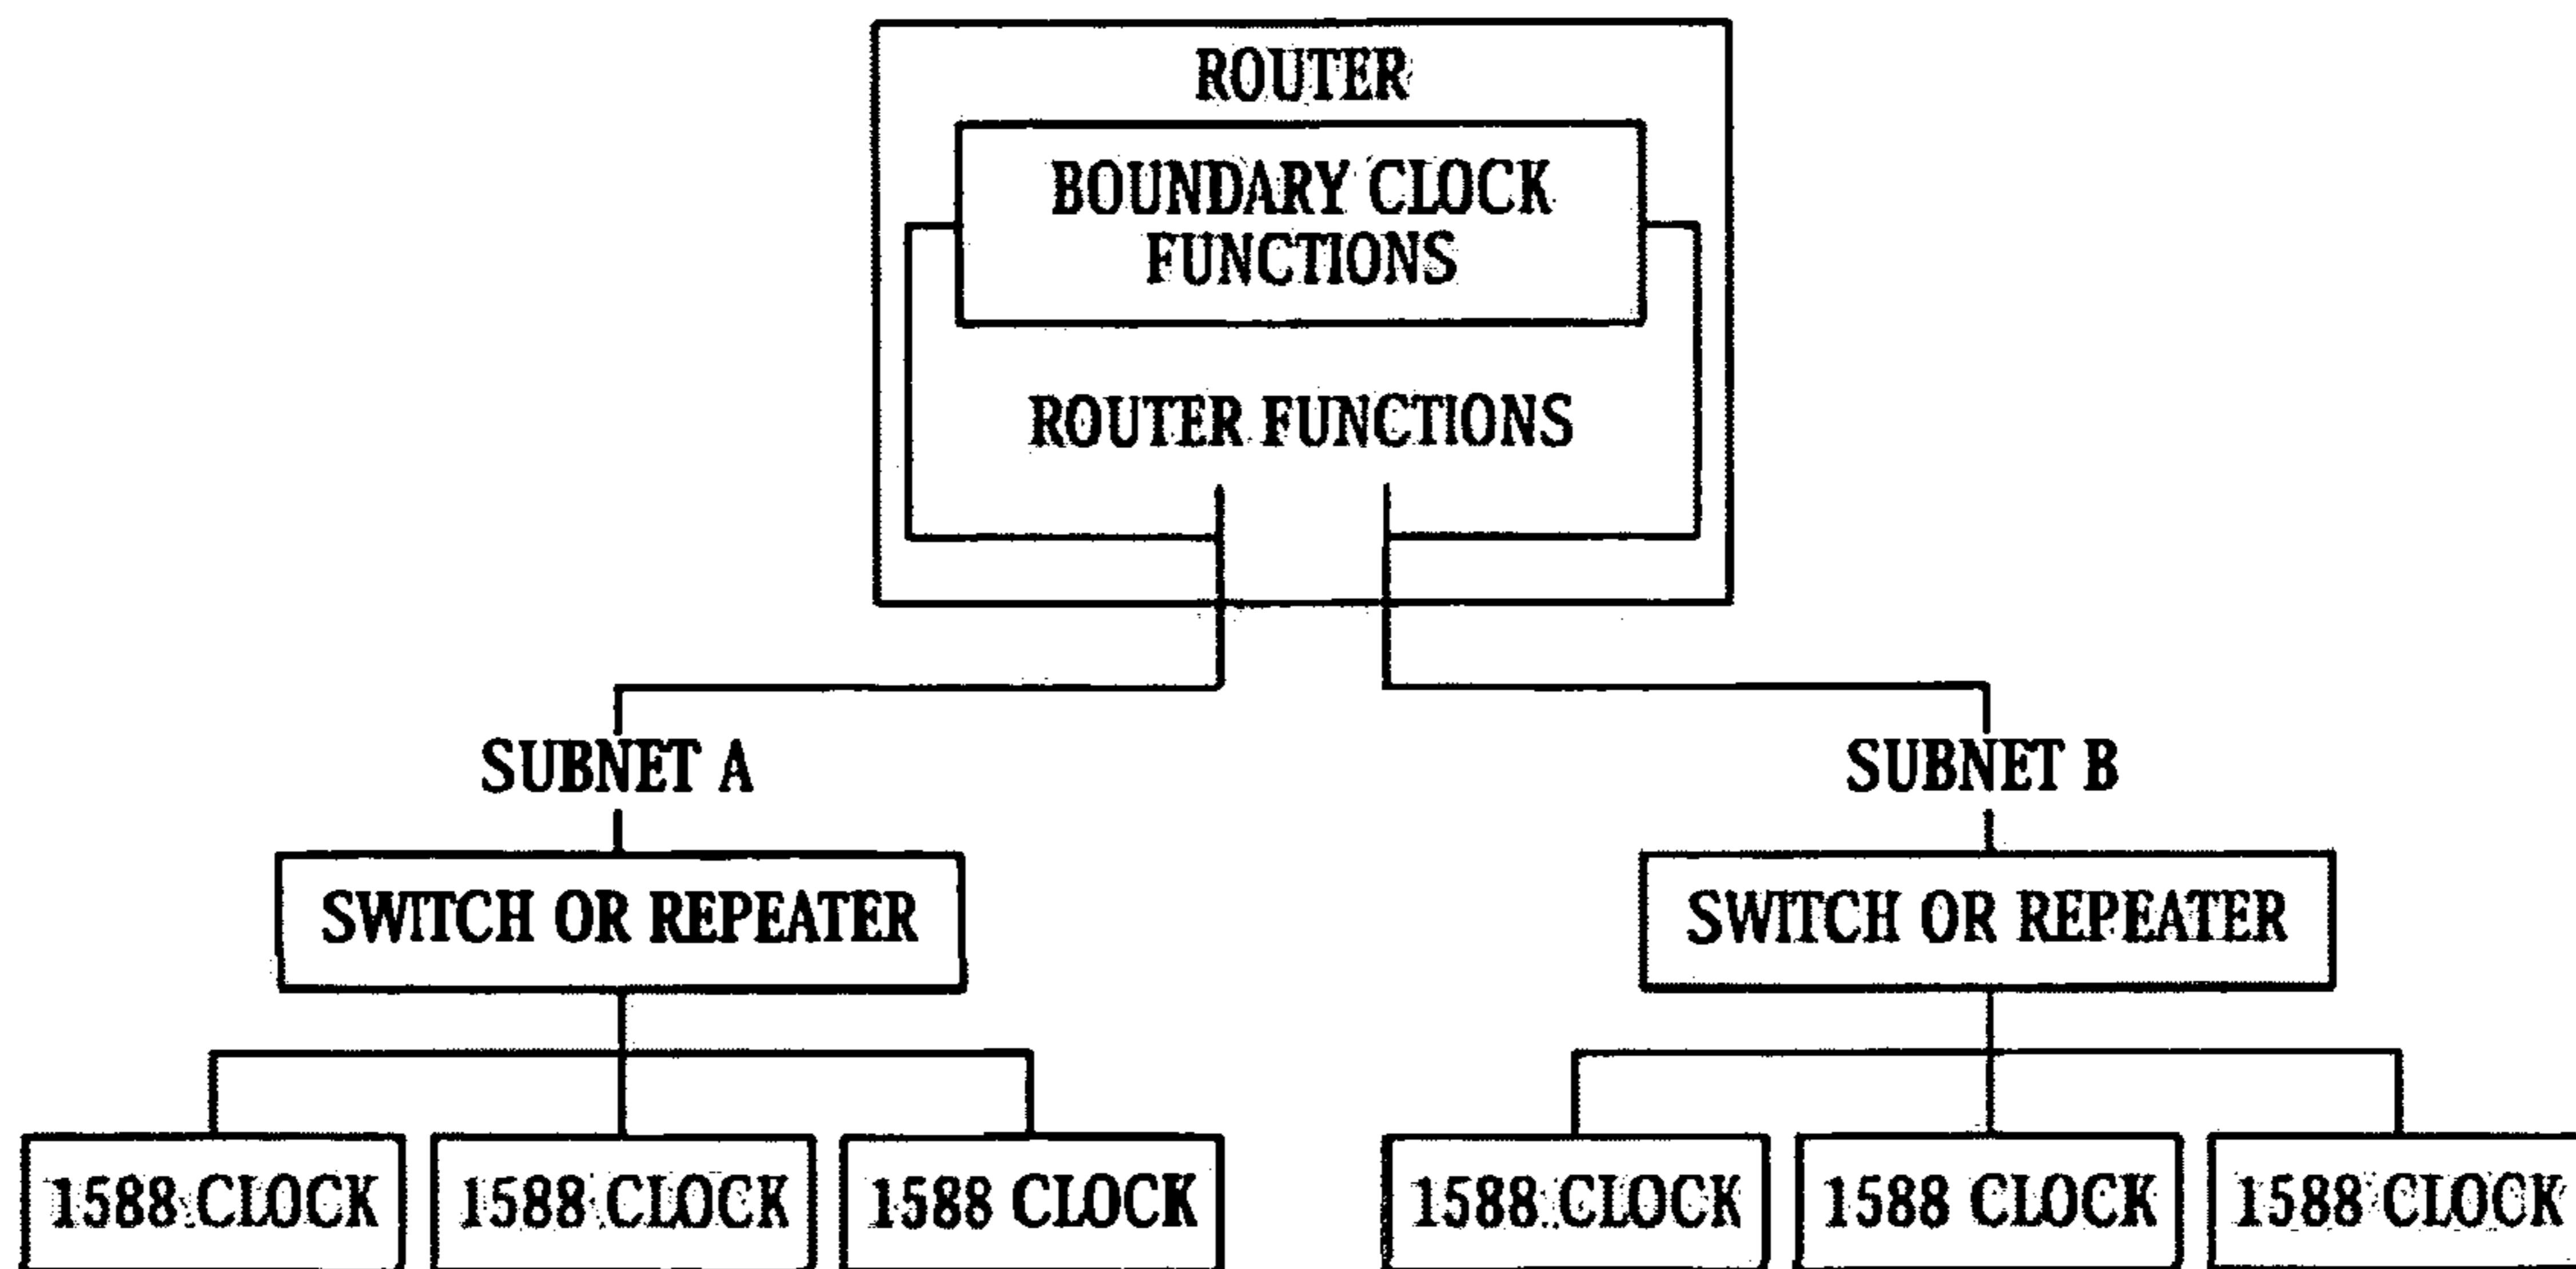 ROUTER
BOUNDARY CLOCK
FUNCTIONS
ROUTER FUNCTIONS
SUBNET A
SUBNET B
SWITCH OR REPEATER
SWITCH OR REPEATER
1588 CLOCK
1588 CLOCK
1588 CLOCK
1588 CLOCK
1588 CLOCK
1588 CLOCK